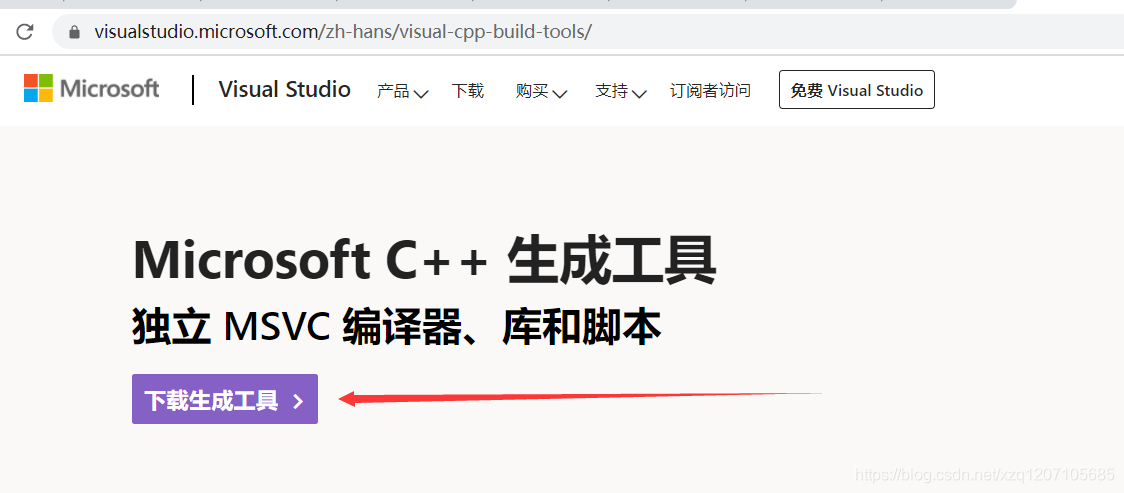 visualstudio.microsoft.com/zh-hans/visual-cpp-build-tools/
Microsoft Visual Studio 产品 下载 购买 支持 订阅者访问 免费 Visual Studio
Microsoft C++ 生成工具
独立 MSVC 编译器、库和脚本
下载生成工具
https://blog.csdn.net/xzq1207105685